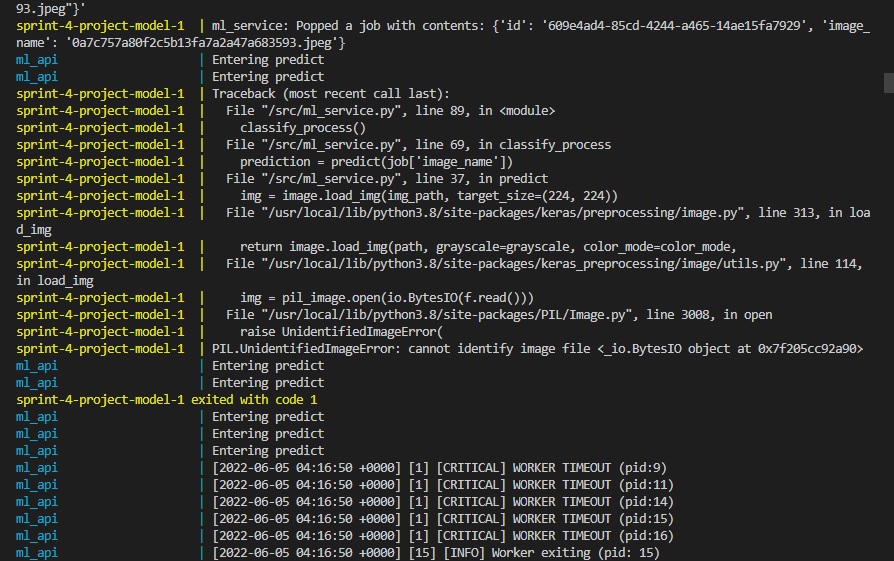 93.jpeg"}'
sprint-4-project-model-1  | ml_service: Popped a job with contents: {'id': '609e4ad4-85cd-4244-a465-14ae15fa7929', 'image_
name': '0a7c757a80f2c5b13fa7a2a47a683593.jpeg'}
ml_api                    | Entering predict
ml_api                    | Entering predict
sprint-4-project-model-1  | Traceback (most recent call last):
sprint-4-project-model-1  |   File "/src/ml_service.py", line 89, in <module>
sprint-4-project-model-1  |     classify_process()
sprint-4-project-model-1  |   File "/src/ml_service.py", line 69, in classify_process
sprint-4-project-model-1  |     prediction = predict(job['image_name'])
sprint-4-project-model-1  |   File "/src/ml_service.py", line 37, in predict
sprint-4-project-model-1  |     img = image.load_img(img_path, target_size=(224, 224))
sprint-4-project-model-1  |   File "/usr/local/lib/python3.8/site-packages/keras/preprocessing/image.py", line 313, in loa
d_img
sprint-4-project-model-1  |     return image.load_img(path, grayscale=grayscale, color_mode=color_mode,
sprint-4-project-model-1  |   File "/usr/local/lib/python3.8/site-packages/keras_preprocessing/image/utils.py", line 114,
in load_img
sprint-4-project-model-1  |     img = pil_image.open(io.BytesIO(f.read()))
sprint-4-project-model-1  |   File "/usr/local/lib/python3.8/site-packages/PIL/Image.py", line 3008, in open
sprint-4-project-model-1  |     raise UnidentifiedImageError(
sprint-4-project-model-1  | PIL.UnidentifiedImageError: cannot identify image file <_io.BytesIO object at 0x7f205cc92a90>
ml_api                    | Entering predict
ml_api                    | Entering predict
sprint-4-project-model-1 exited with code 1
ml_api                    | Entering predict
ml_api                    | Entering predict
ml_api                    | Entering predict
ml_api                    | [2022-06-05 04:16:50 +0000] [1] [CRITICAL] WORKER TIMEOUT (pid:9)
ml_api                    | [2022-06-05 04:16:50 +0000] [1] [CRITICAL] WORKER TIMEOUT (pid:11)
ml_api                    | [2022-06-05 04:16:50 +0000] [1] [CRITICAL] WORKER TIMEOUT (pid:14)
ml_api                    | [2022-06-05 04:16:50 +0000] [1] [CRITICAL] WORKER TIMEOUT (pid:15)
ml_api                    | [2022-06-05 04:16:50 +0000] [1] [CRITICAL] WORKER TIMEOUT (pid:16)
ml_api                    | [2022-06-05 04:16:50 +0000] [15] [INFO] Worker exiting (pid: 15)